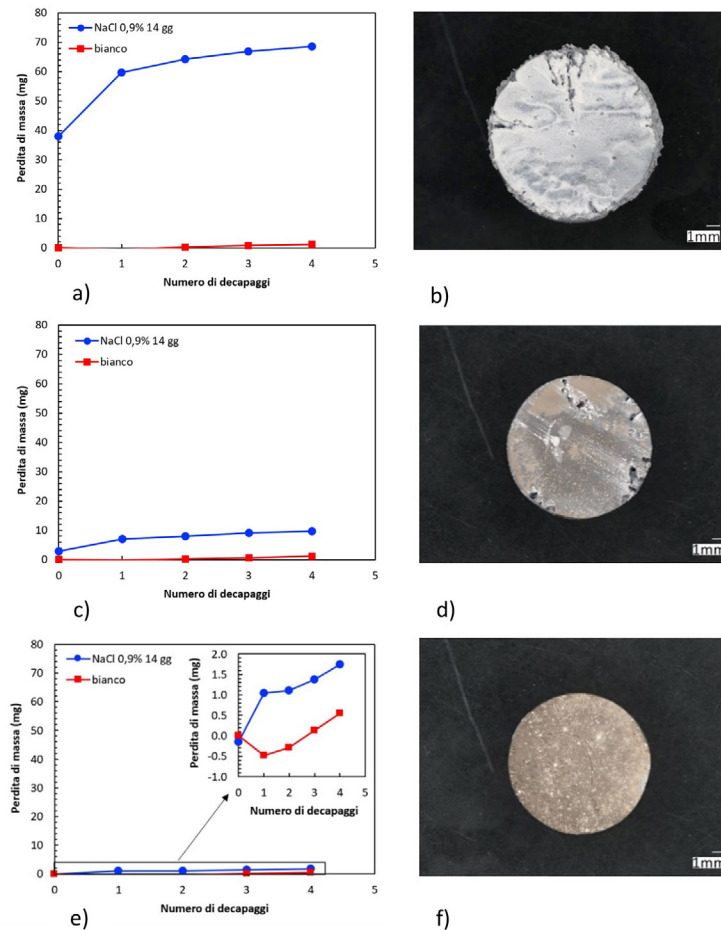 80
70
60
50
40
30
20
10
0
Perdita di massa (mg)
NaCl 0,9% 14 gg
bianco
0 1 2 3 4 5
Numero di decapaggi
a)
1mm
b)
80
70
60
50
40
30
20
10
0
Perdita di massa (mg)
NaCl 0,9% 14 gg
bianco
0 1 2 3 4 5
Numero di decapaggi
c)
1mm
d)
80
70
60
50
40
30
20
10
0
Perdita di massa (mg)
NaCl 0,9% 14 gg
bianco
2.0
1.5
1.0
0.5
0.0
-0.5
-1.0
Perdita di massa (mg)
0 1 2 3 4 5
Numero di decapaggi
0 1 2 3 4 5
Numero di decapaggi
e)
1mm
f)